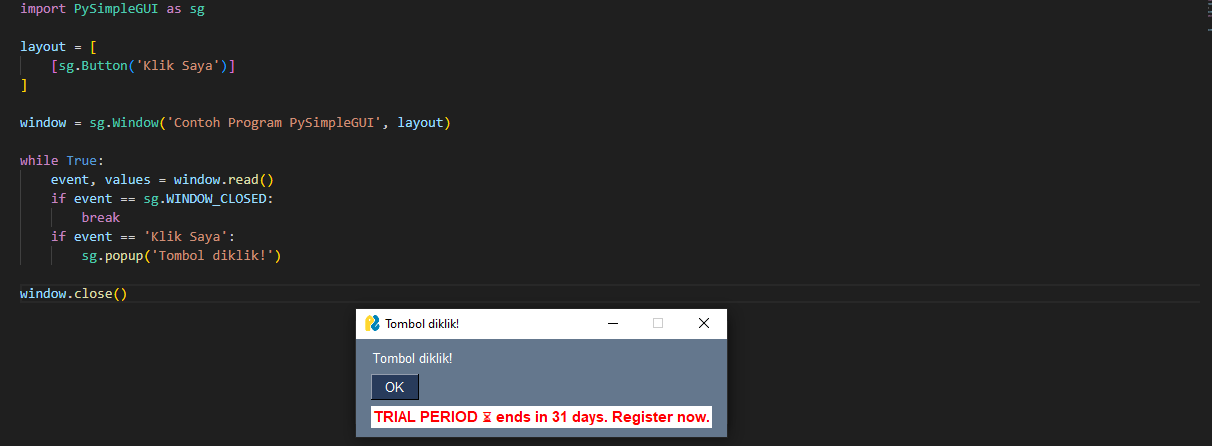 import PySimpleGUI as sg
layout = [
[sg.Button('Klik Saya')]
]
window = sg.Window('Contoh Program PySimpleGUI', layout)
while True:
event, values = window.read()
if event == sg.WINDOW_CLOSED:
break
if event == 'Klik Saya':
sg.popup('Tombol diklik!')
window.close()
Tombol diklik!
Tombol diklik!
OK
TRIAL PERIOD ⏳ ends in 31 days. Register now.